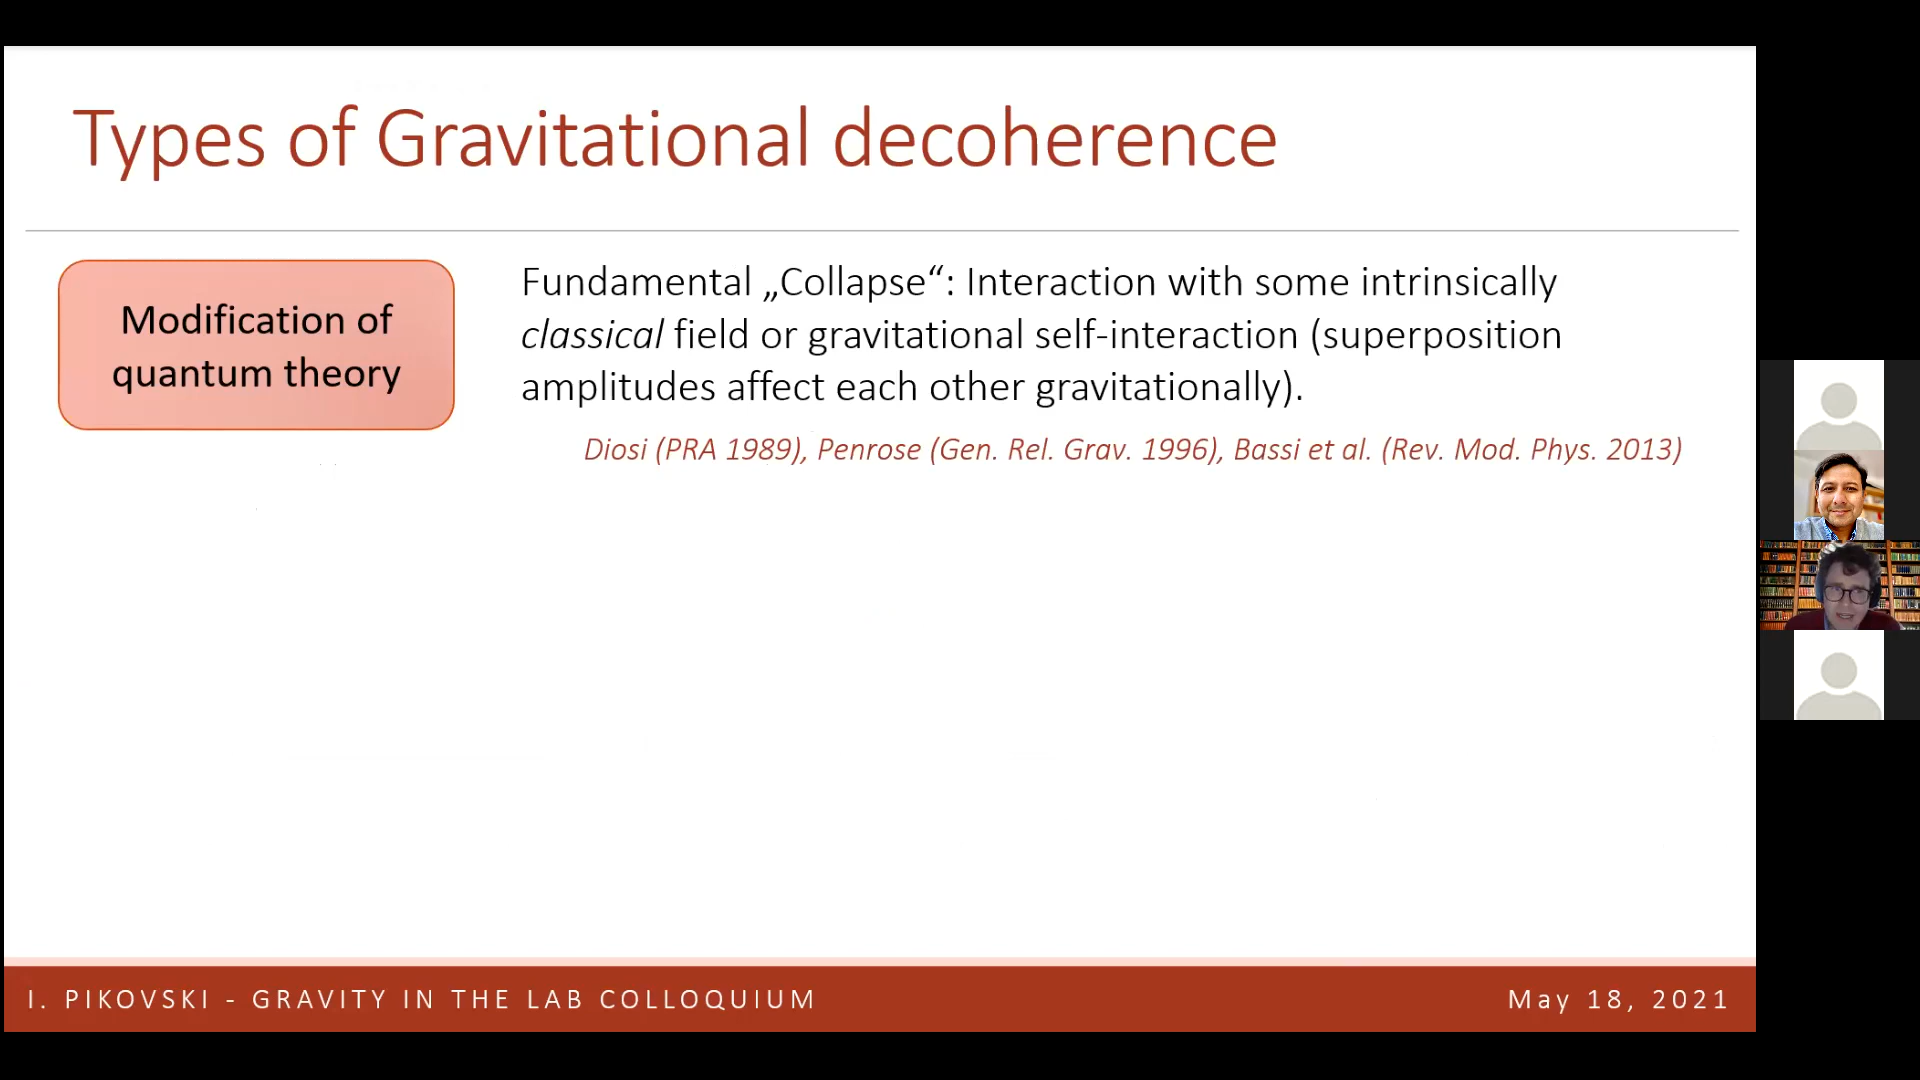 Types of Gravitational decoherence
Modification of
quantum theory
Fundamental „Collapse“: Interaction with some intrinsically
classical field or gravitational self-interaction (superposition
amplitudes affect each other gravitationally).
Diosi (PRA 1989), Penrose (Gen. Rel. Grav. 1996), Bassi et al. (Rev. Mod. Phys. 2013)
I. PIKOVSKI - GRAVITY IN THE LAB COLLOQUIUM
May 18, 2021